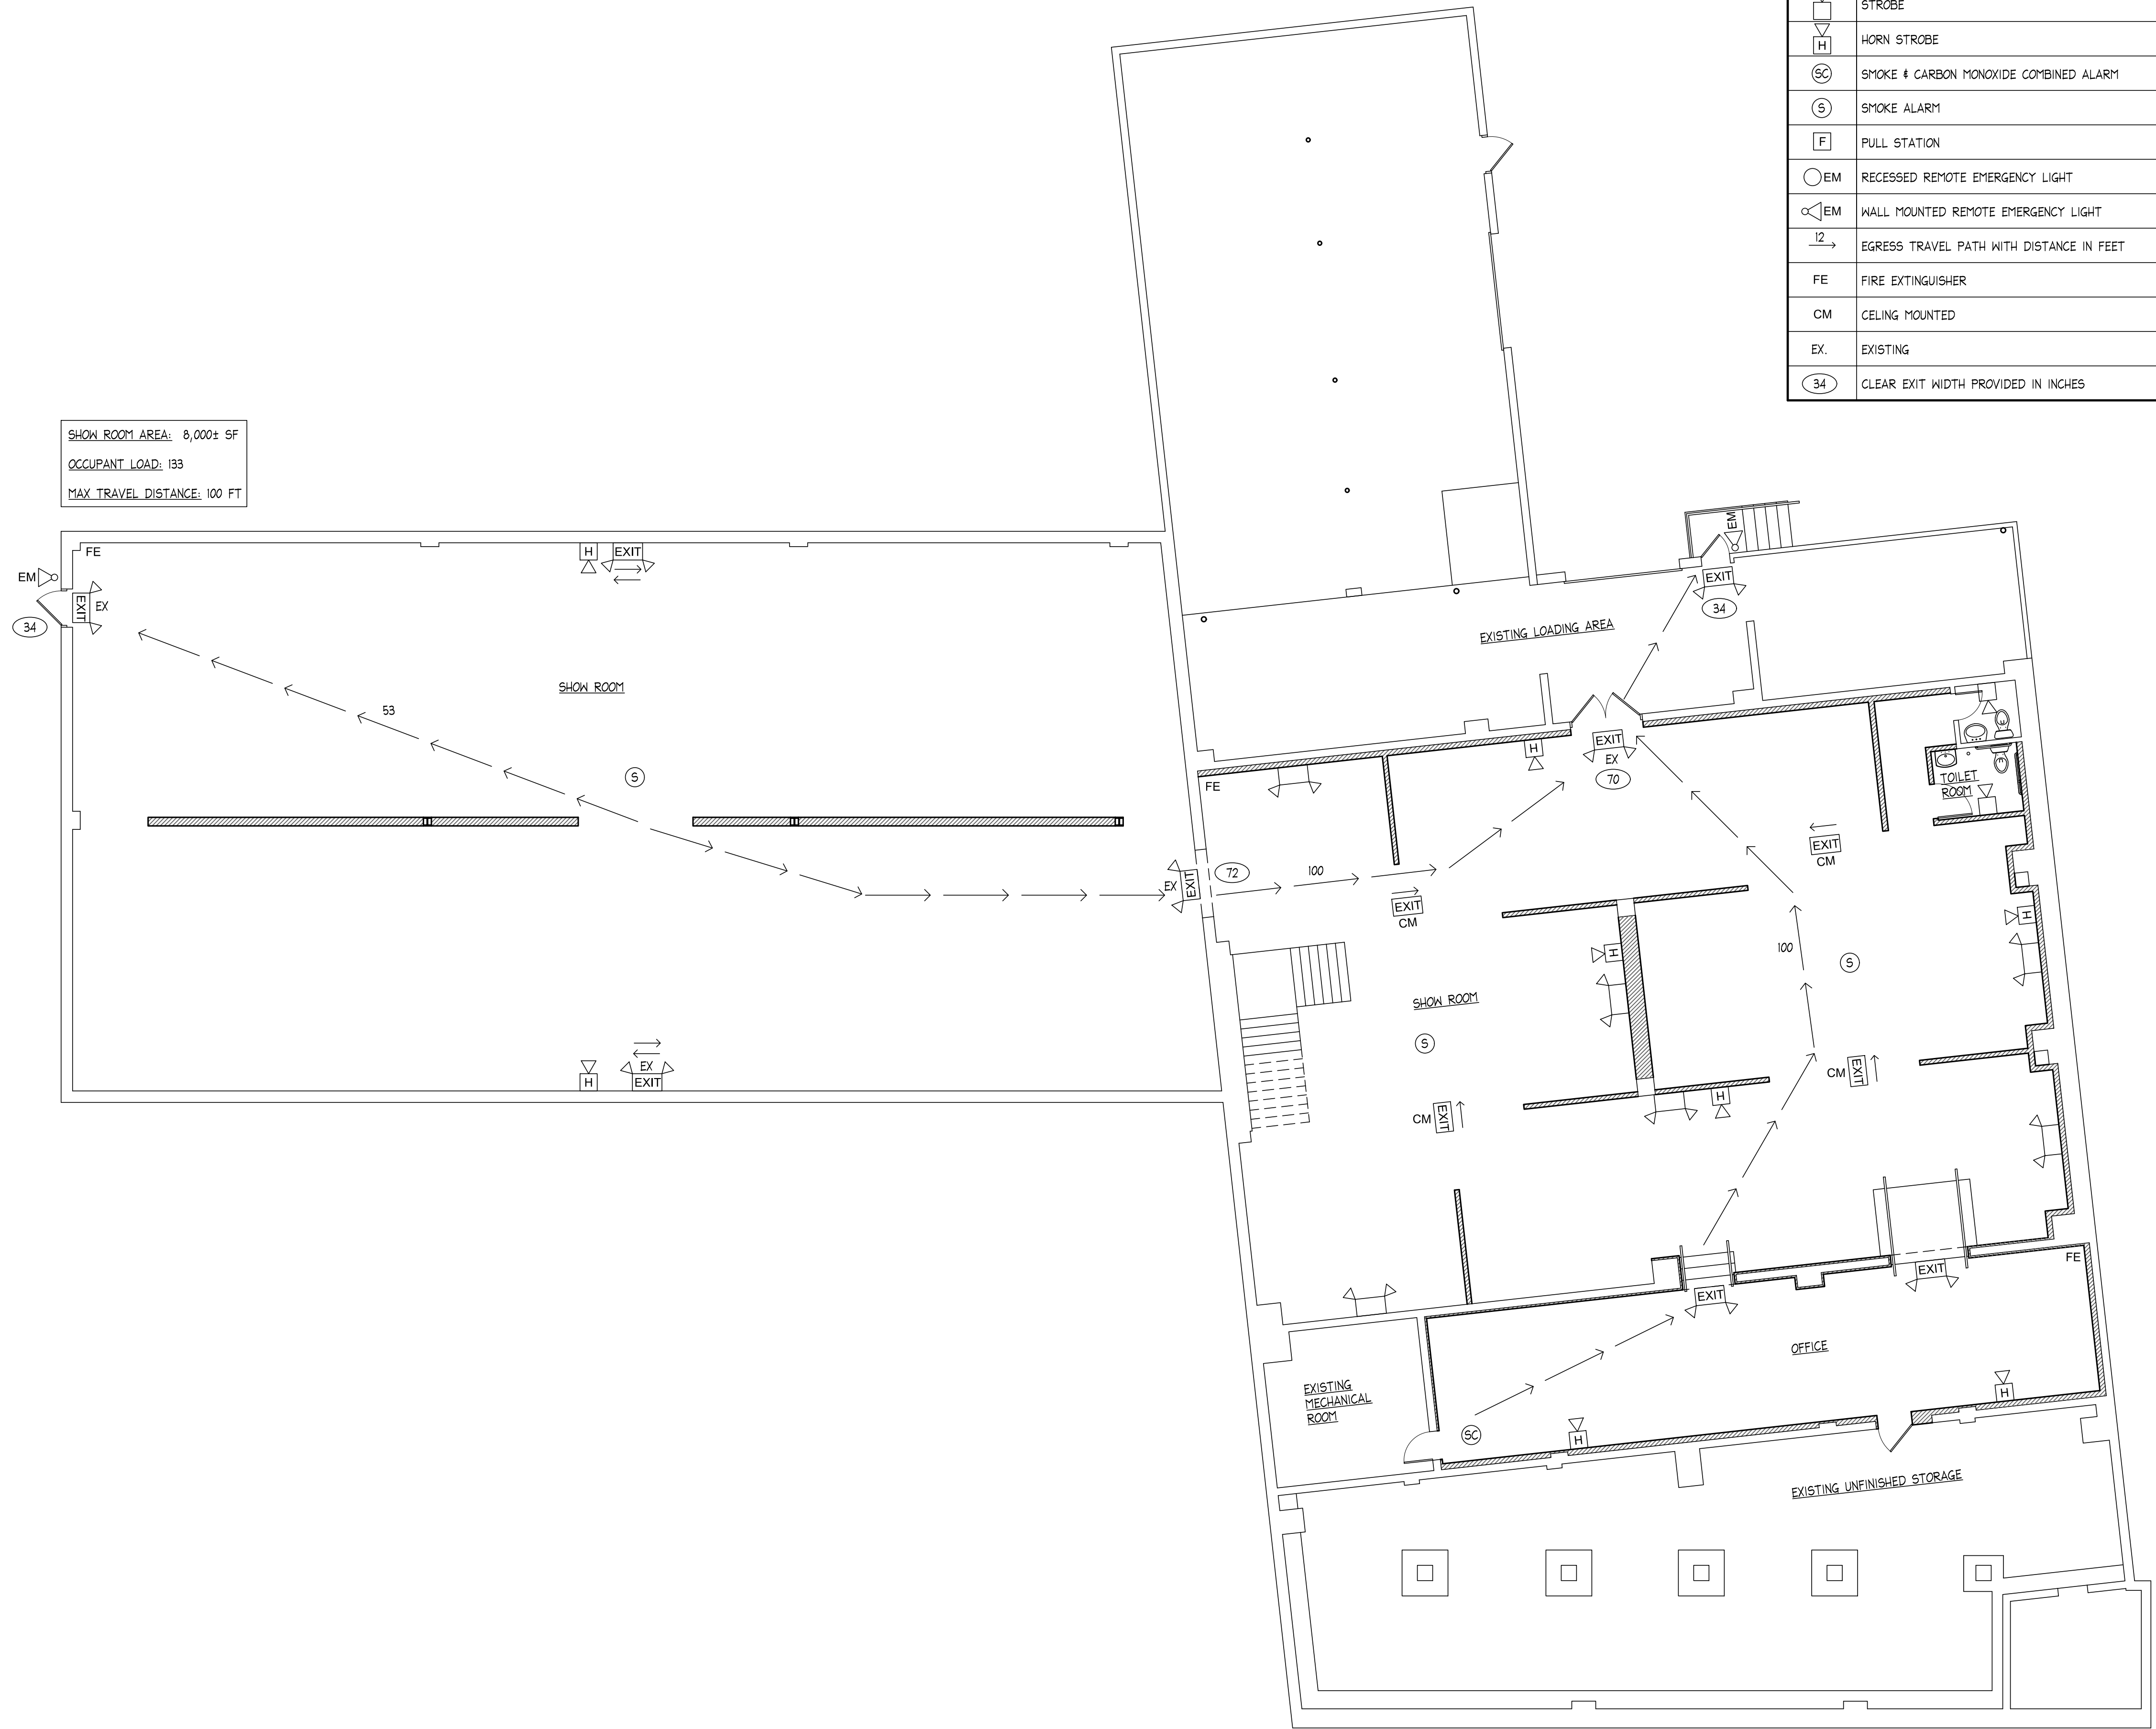 STROBE
H HORN STROBE
SC SMOKE & CARBON MONOXIDE COMBINED ALARM
S SMOKE ALARM
F PULL STATION
EM RECESSED REMOTE EMERGENCY LIGHT
EM WALL MOUNTED REMOTE EMERGENCY LIGHT
12 EGRESS TRAVEL PATH WITH DISTANCE IN FEET
FE FIRE EXTINGUISHER
CM CELING MOUNTED
EX. EXISTING
34 CLEAR EXIT WIDTH PROVIDED IN INCHES
SHOW ROOM AREA: 8,000± SF
OCCUPANT LOAD: 133
MAX TRAVEL DISTANCE: 100 FT
FE
H
EXIT
EM
EXIT
EX
34
SHOW ROOM
53
S
EX
EXIT
72
H
EX
EXIT
EM
EXIT
34
EXISTING LOADING AREA
H
EXIT
EX
70
FE
TOILET
ROOM
100
EXIT
CM
EXIT
CM
H
H
100
S
SHOW ROOM
S
CM
EXIT
CM
EXIT
H
EXIT
FE
EXIT
OFFICE
EXISTING
MECHANICAL
ROOM
H
SC
H
EXISTING UNFINISHED STORAGE